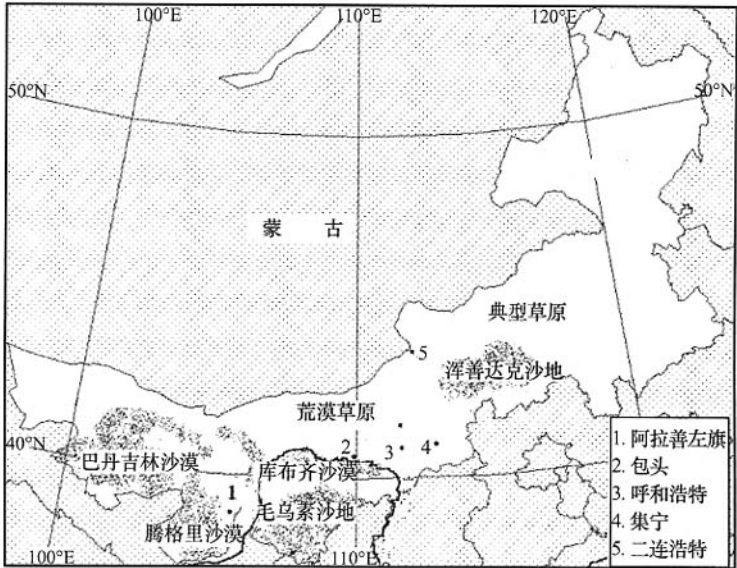 100°E
110°E
120°E
50°N
50°N
蒙 古
典型草原
5
浑善达克沙地
荒漠草原
40°N
巴丹吉林沙漠
2
3
4
库布齐沙漠
1
毛乌素沙地
腾格里沙漠
100°E
110°E
1. 阿拉善左旗
2. 包头
3. 呼和浩特
4. 集宁
5. 二连浩特